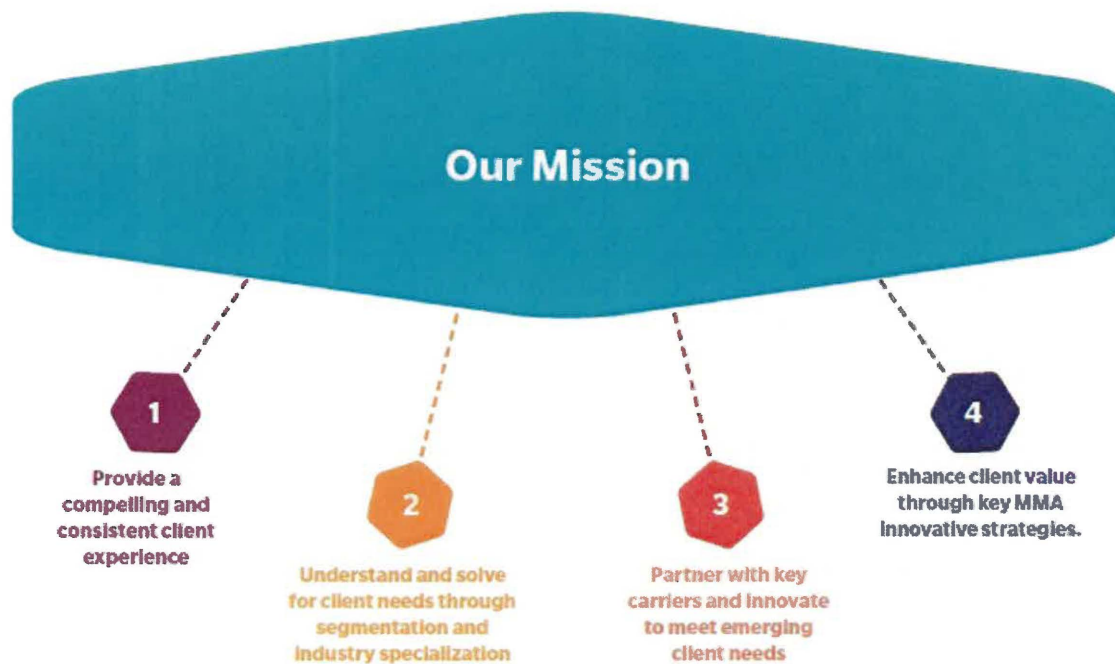 Our Mission
1
Provide a
compelling and
consistent client
experience
2
Understand and solve
for client needs through
segmentation and
industry specialization
3
Partner with key
carriers and innovate
to meet emerging
client needs
4
Enhance client value
through key MMA
innovative strategies.